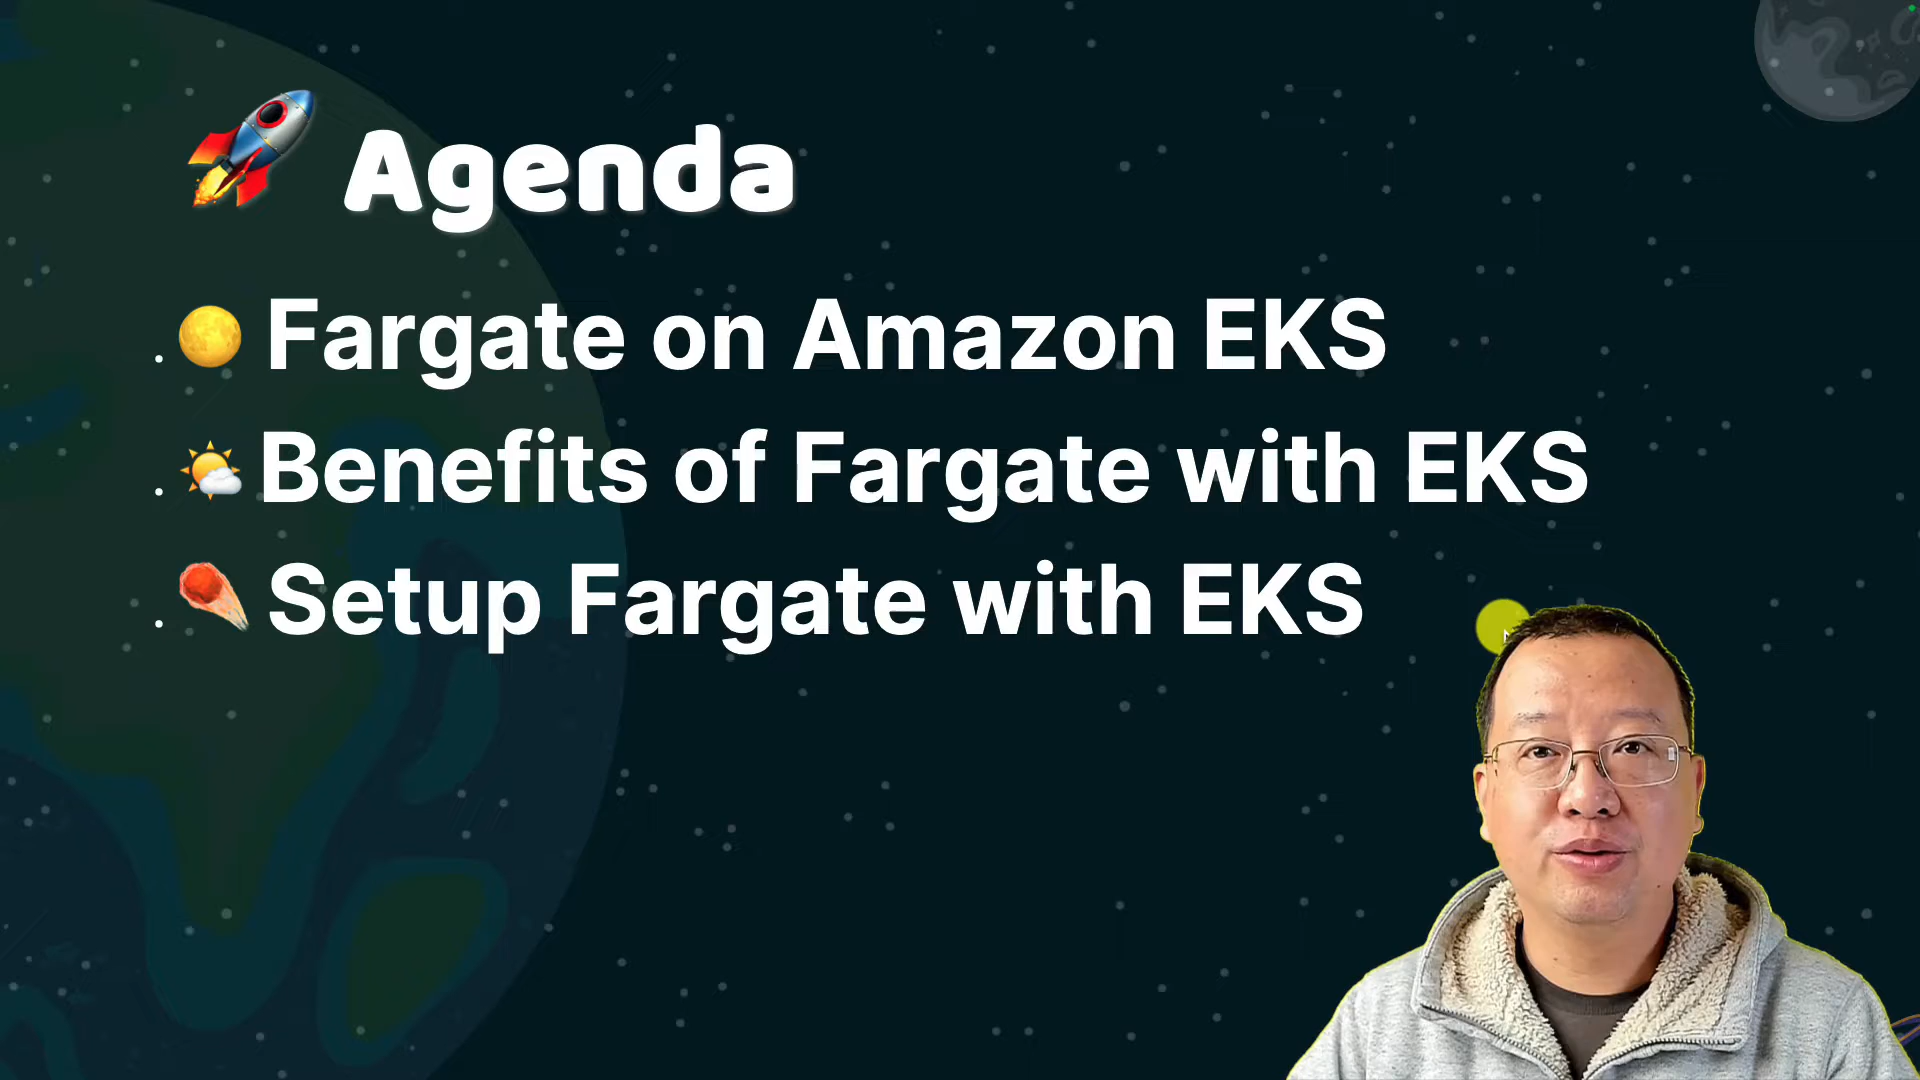 🚀 Agenda
🌕 Fargate on Amazon EKS
🌤️ Benefits of Fargate with EKS
☄️ Setup Fargate with EKS